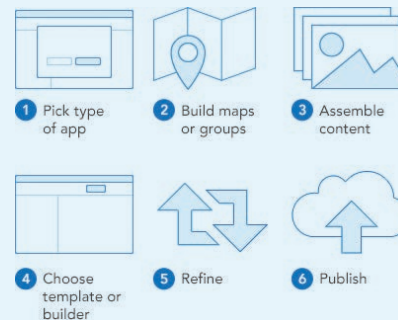 1 Pick type
of app
2 Build maps
or groups
3 Assemble
content
4 Choose
template or
builder
5 Refine
6 Publish